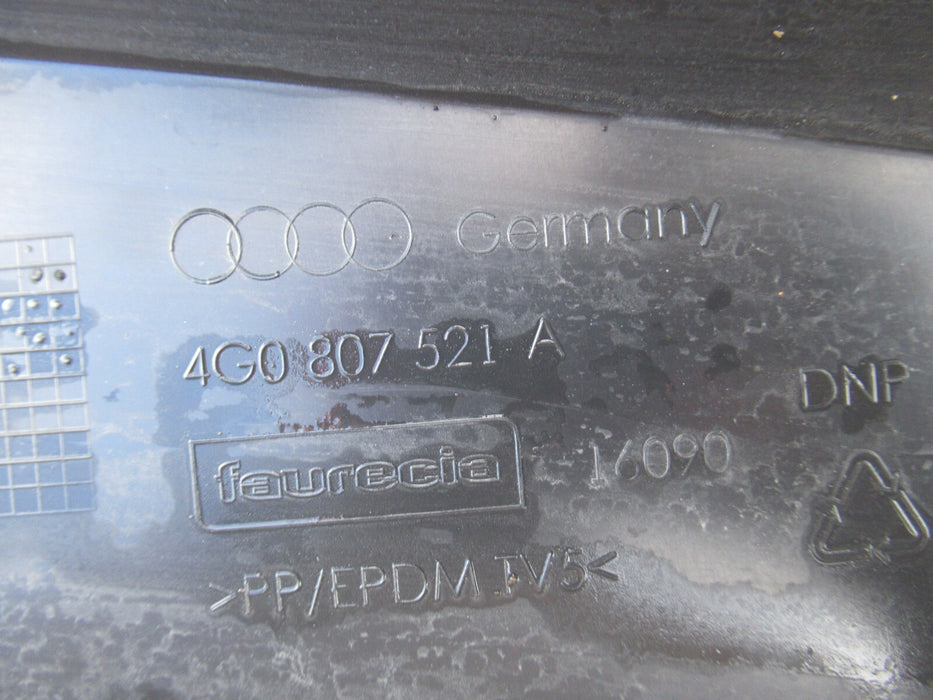 Germany
4G0 807 521 A
DNP
faurecia
16090
>PP/EPDM.TV5<